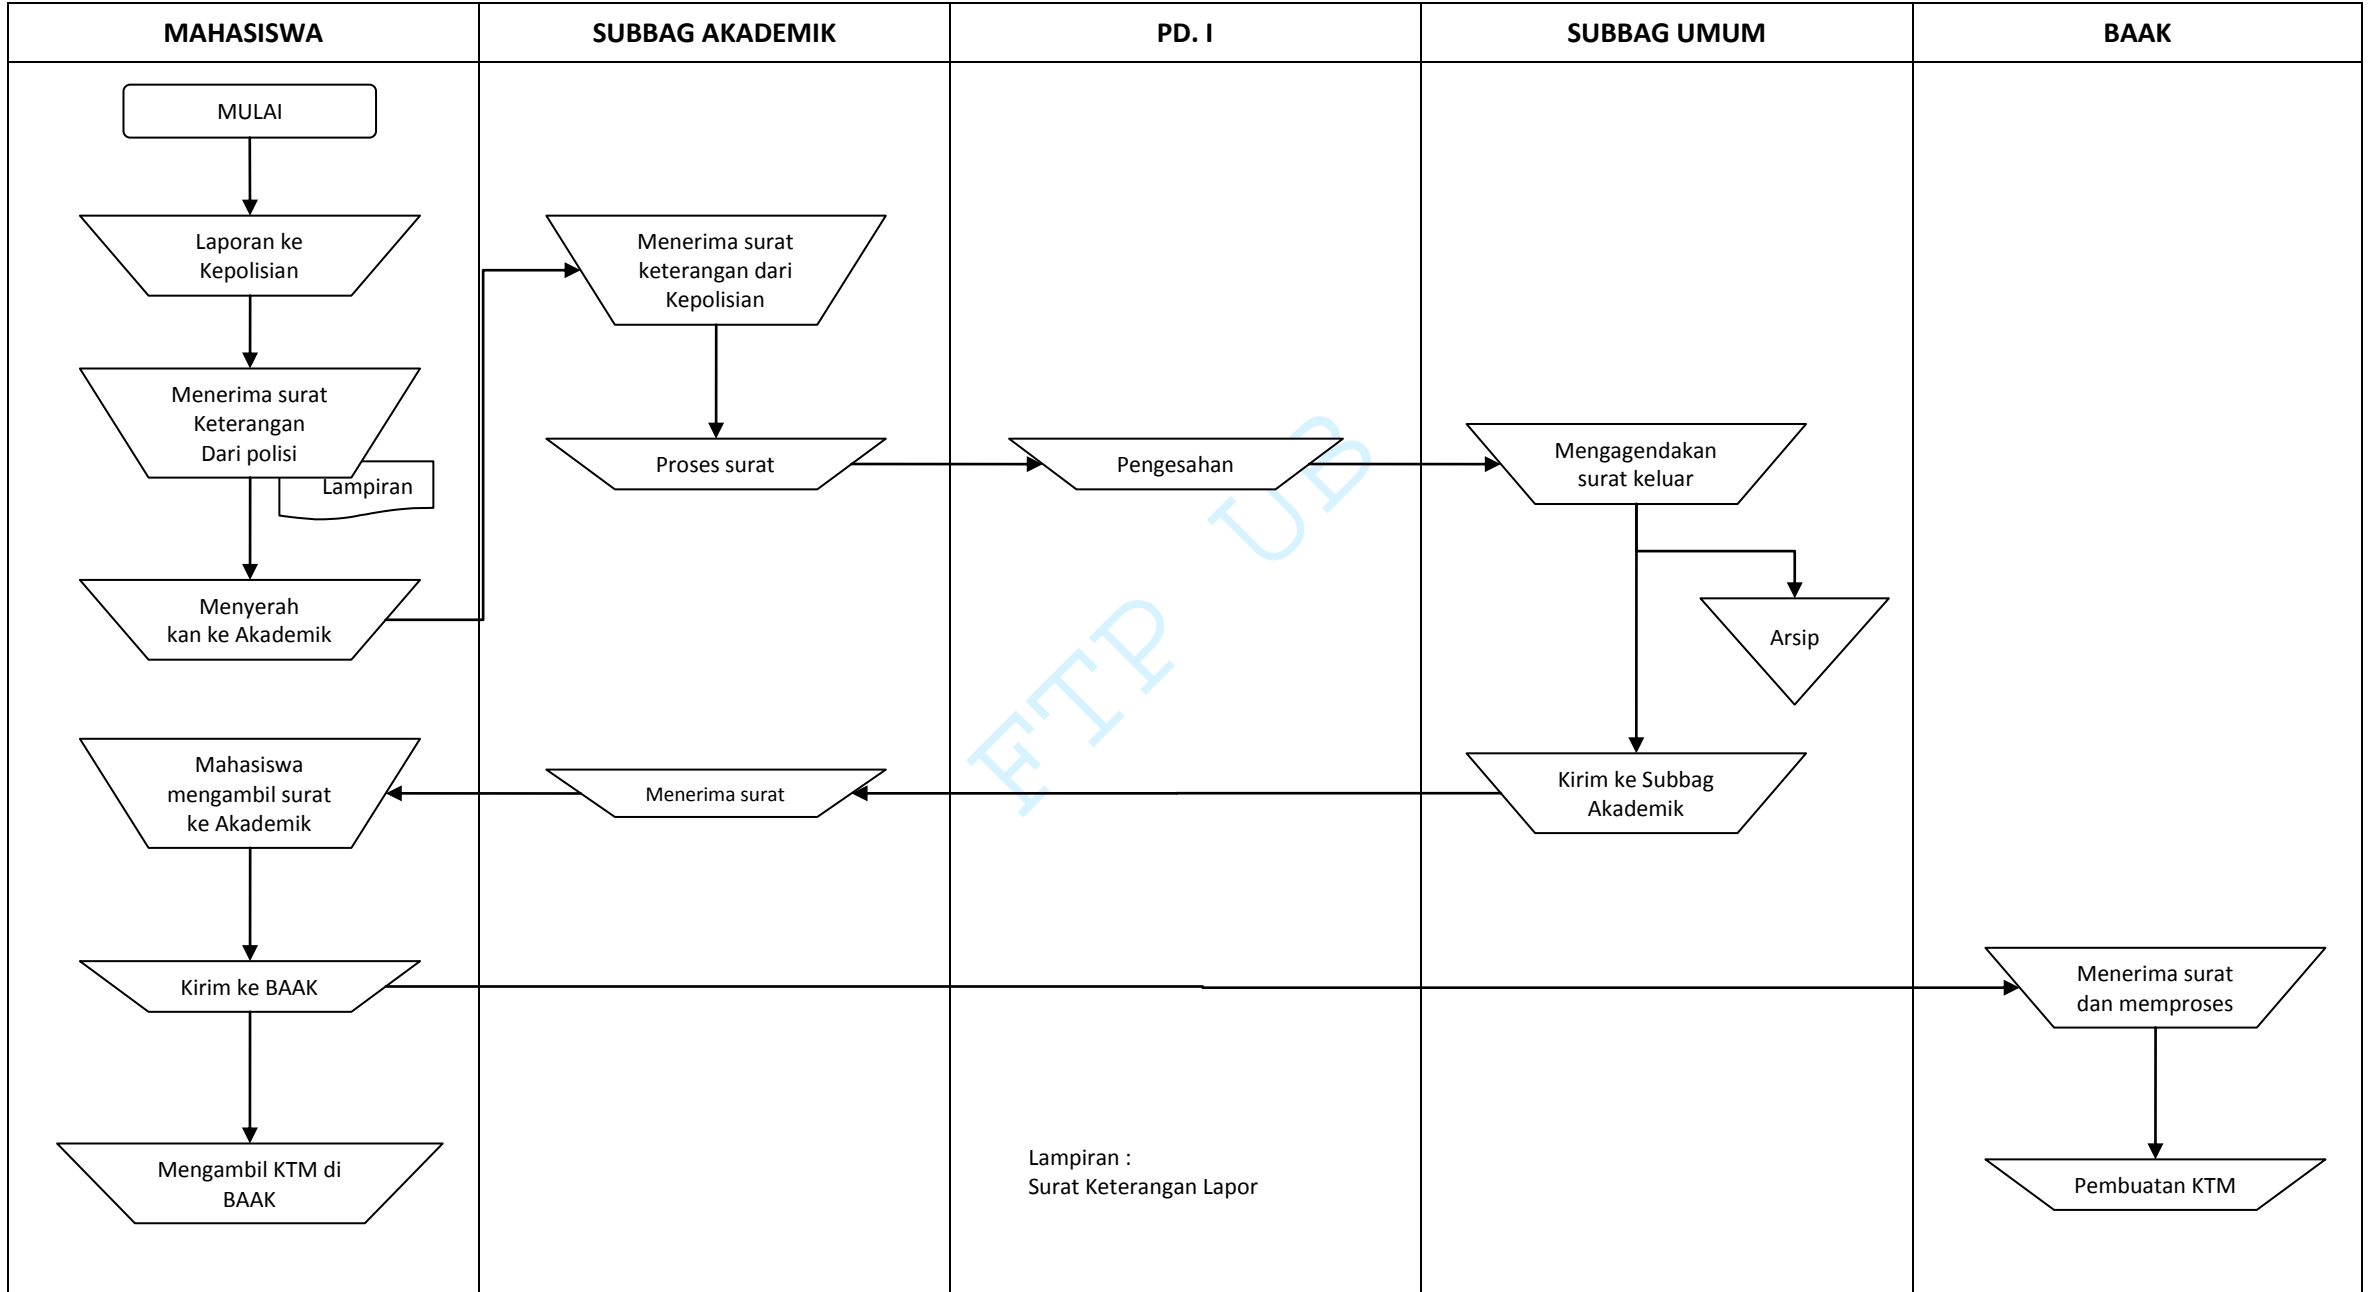 MAHASISWA
SUBBAG AKADEMIK
PD. I
SUBBAG UMUM
BAAK
MULAI
Laporan ke
Kepolisian
Menerima surat
Keterangan
Dari polisi
Lampiran
Menyerah
kan ke Akademik
Menerima surat
keterangan dari
Kepolisian
Proses surat
Pengesahan
Mengagendakan
surat keluar
Arsip
Kirim ke Subbag
Akademik
Menerima surat
Mahasiswa
mengambil surat
ke Akademik
Kirim ke BAAK
Menerima surat
dan memproses
Pembuatan KTM
Mengambil KTM di
BAAK
Lampiran :
Surat Keterangan Lapor
FTP UB